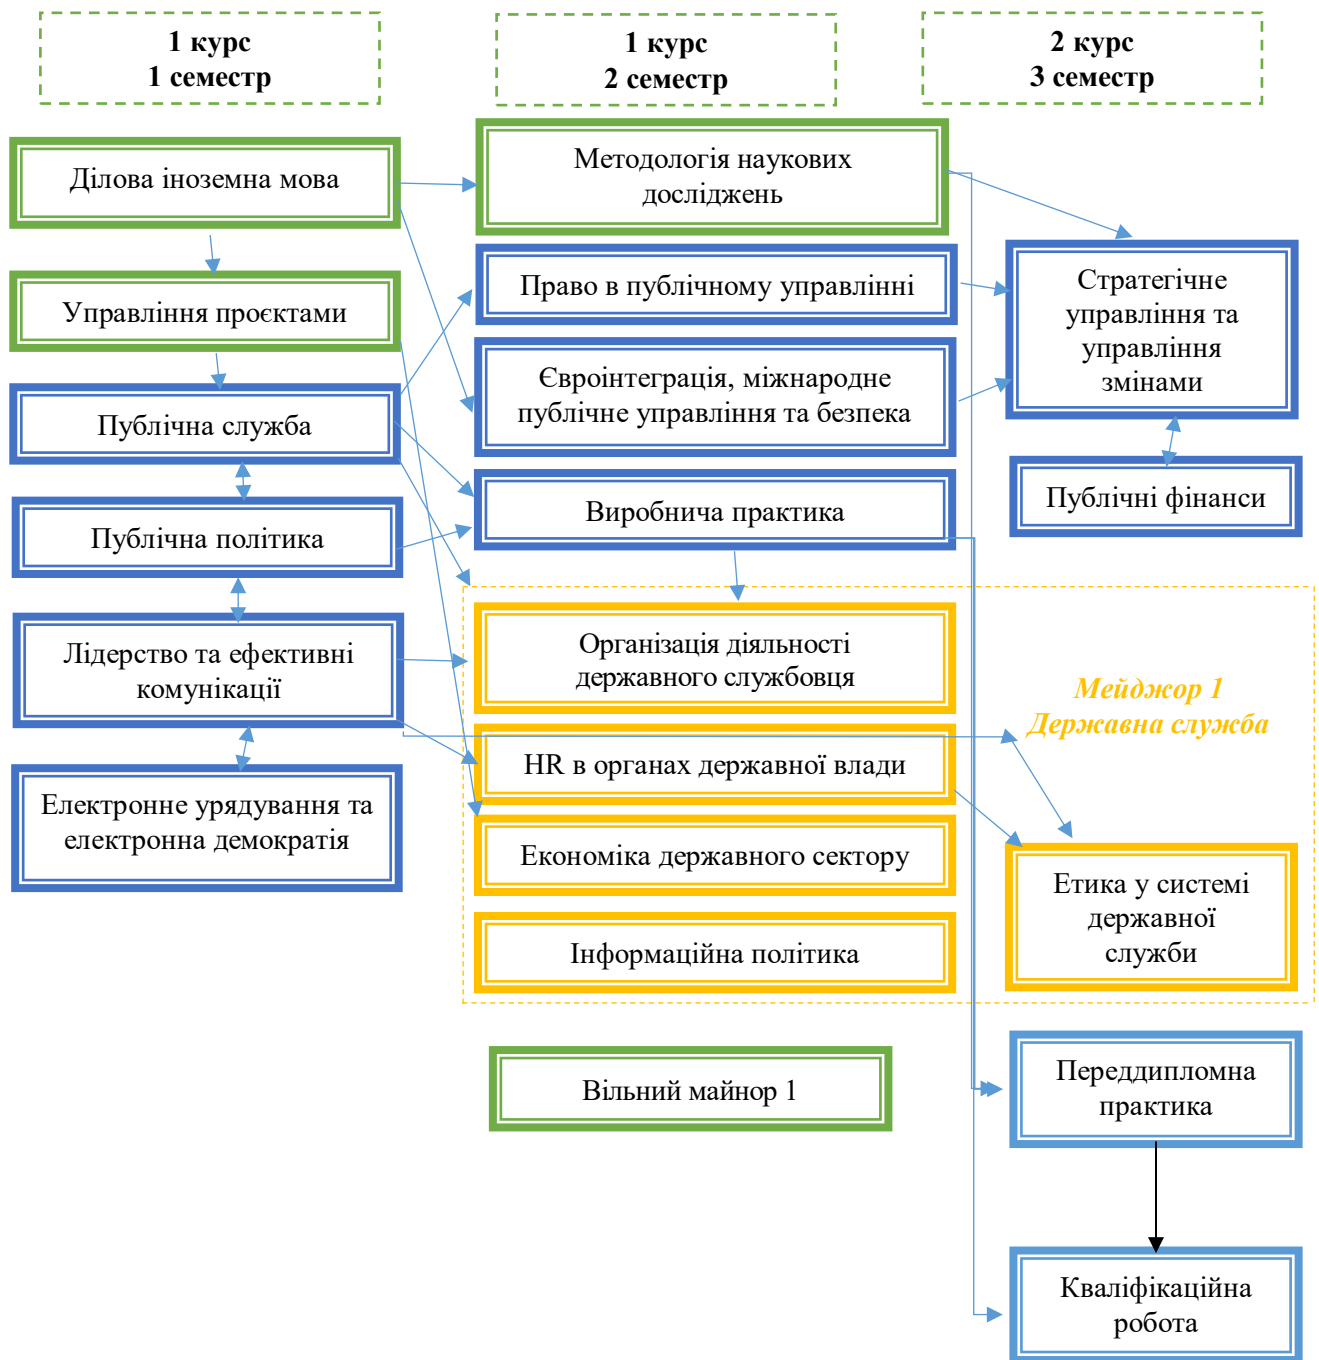 1 курс
1 семестр
1 курс
2 семестр
2 курс
3 семестр
Ділова іноземна мова
Управління проєктами
Публічна служба
Публічна політика
Лідерство та ефективні
комунікації
Електронне урядування та
електронна демократія
Методологія наукових
досліджень
Право в публічному управлінні
Євроінтеграція, міжнародне
публічне управління та безпека
Виробнича практика
Організація діяльності
державного службовця
HR в органах державної влади
Економіка державного сектору
Інформаційна політика
Вільний майнор 1
Стратегічне
управління та
управління
змінами
Публічні фінанси
Мейджор 1
Державна служба
Етика у системі
державної
служби
Переддипломна
практика
Кваліфікаційна
робота